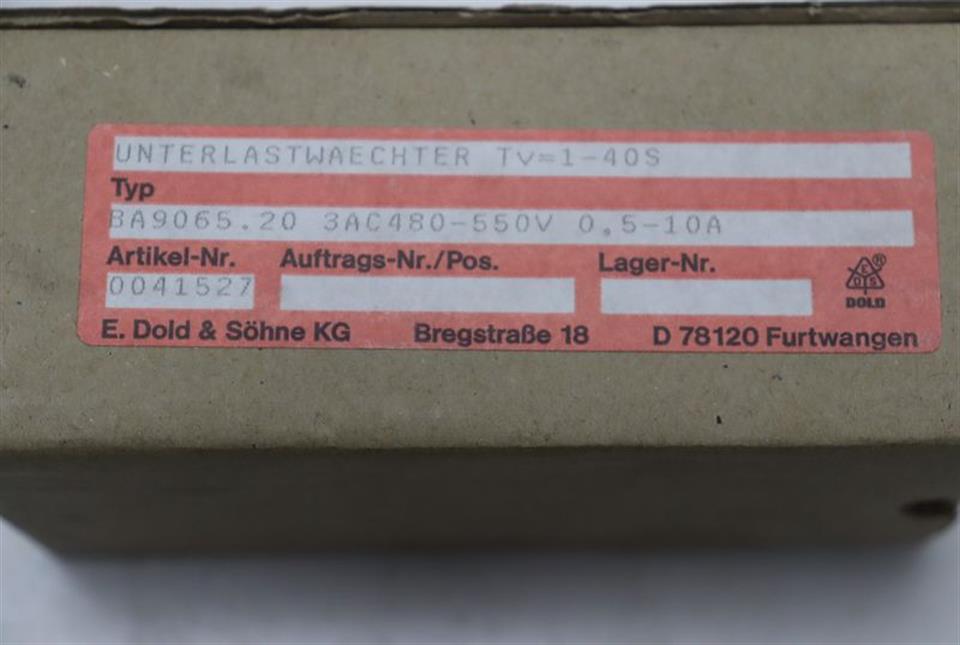 UNTERLASTWAECHTER Tv=1-40S
Typ
BA9065.20 3AC480-550V 0,5-10A
Artikel-Nr. Auftrags-Nr./Pos. Lager-Nr.
0041527
E D S ®
DOLD
E. Dold & Söhne KG Bregstraße 18 D 78120 Furtwangen